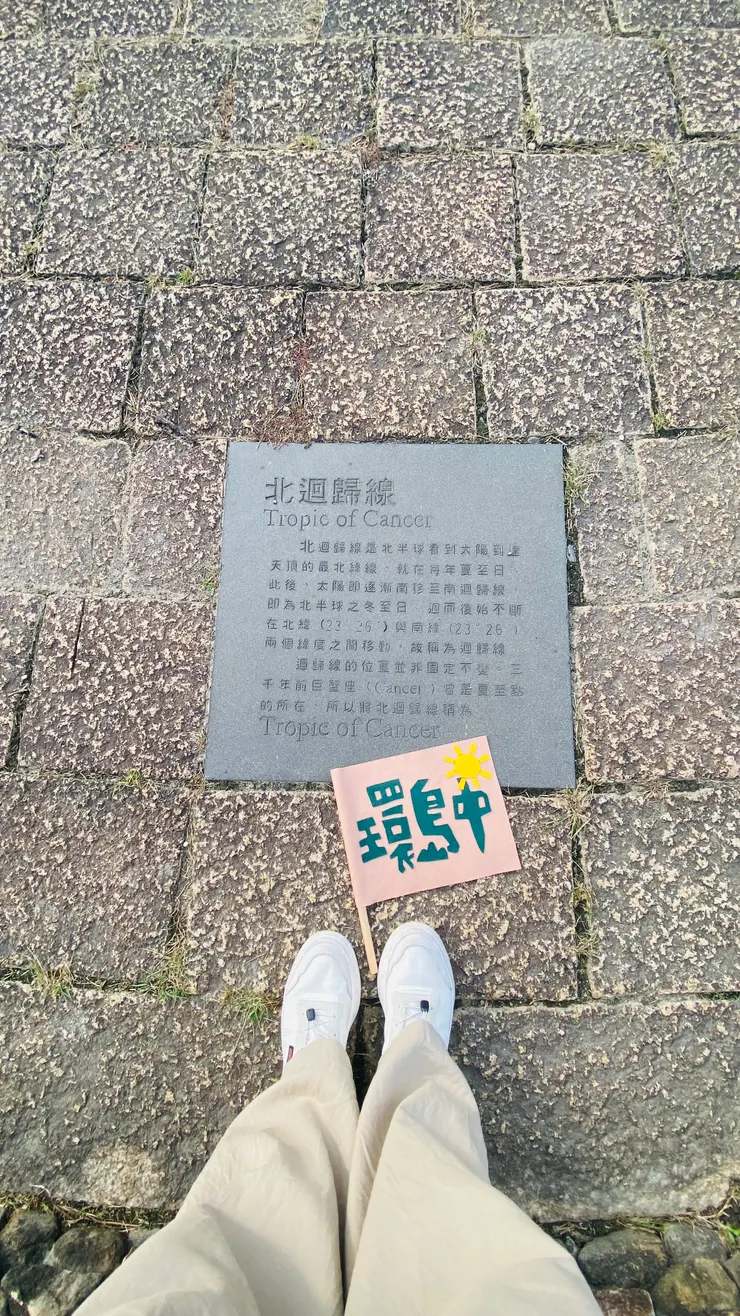 北迴歸線
Tropic of Cancer
北迴歸線是北半球看到太陽到達
天頂的最北緯線，就在每年夏至日，
此後，太陽即逐漸南移至南迴歸線，
即為北半球之冬至日，週而復始不斷
在北緯（23°26'）與南緯（23°26'）
兩個緯度之間移動，故稱為迴歸線。
迴歸線的位置並非固定不變。三
千年前巨蟹座（Cancer）曾是夏至點
的所在，所以將北迴歸線稱為
Tropic of Cancer
環島中